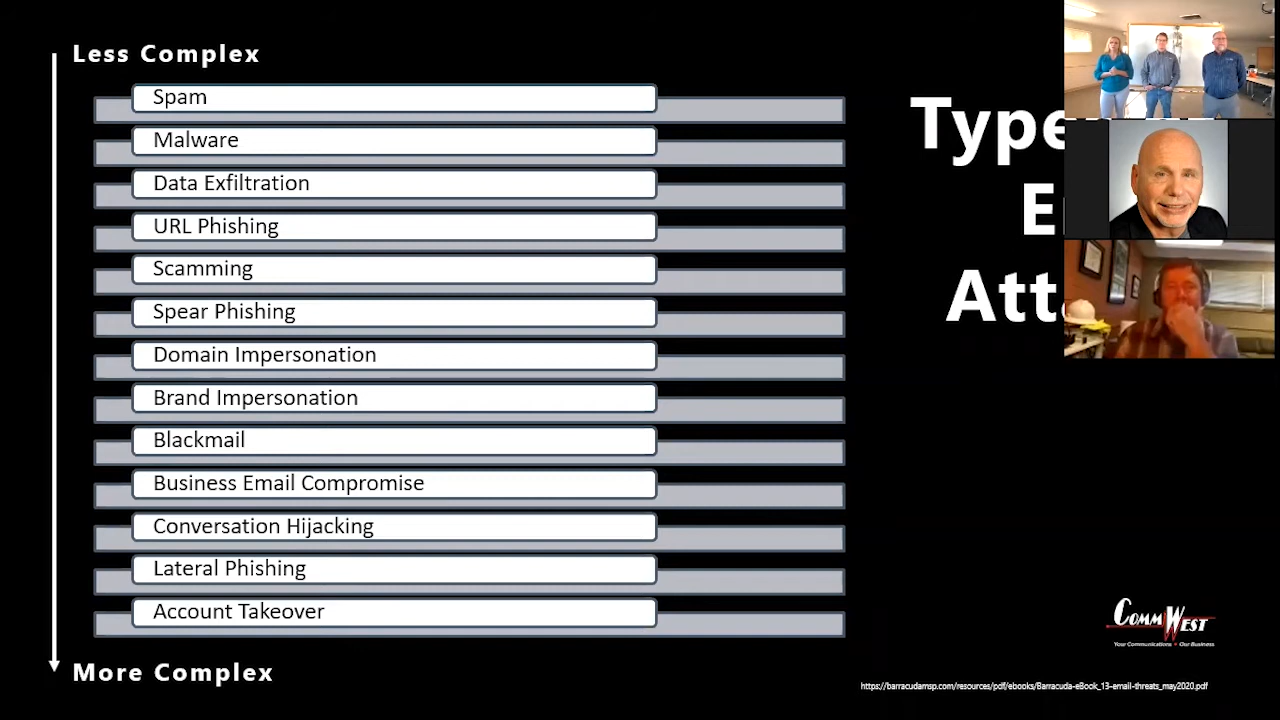 Less Complex
Spam
Malware
Data Exfiltration
URL Phishing
Scamming
Spear Phishing
Domain Impersonation
Brand Impersonation
Blackmail
Business Email Compromise
Conversation Hijacking
Lateral Phishing
Account Takeover
More Complex
COMMWEST
Your Communications • Our Business
https://barracudamsp.com/resources/pdf/ebooks/Barracuda-eBook_13-email-threats_may2020.pdf